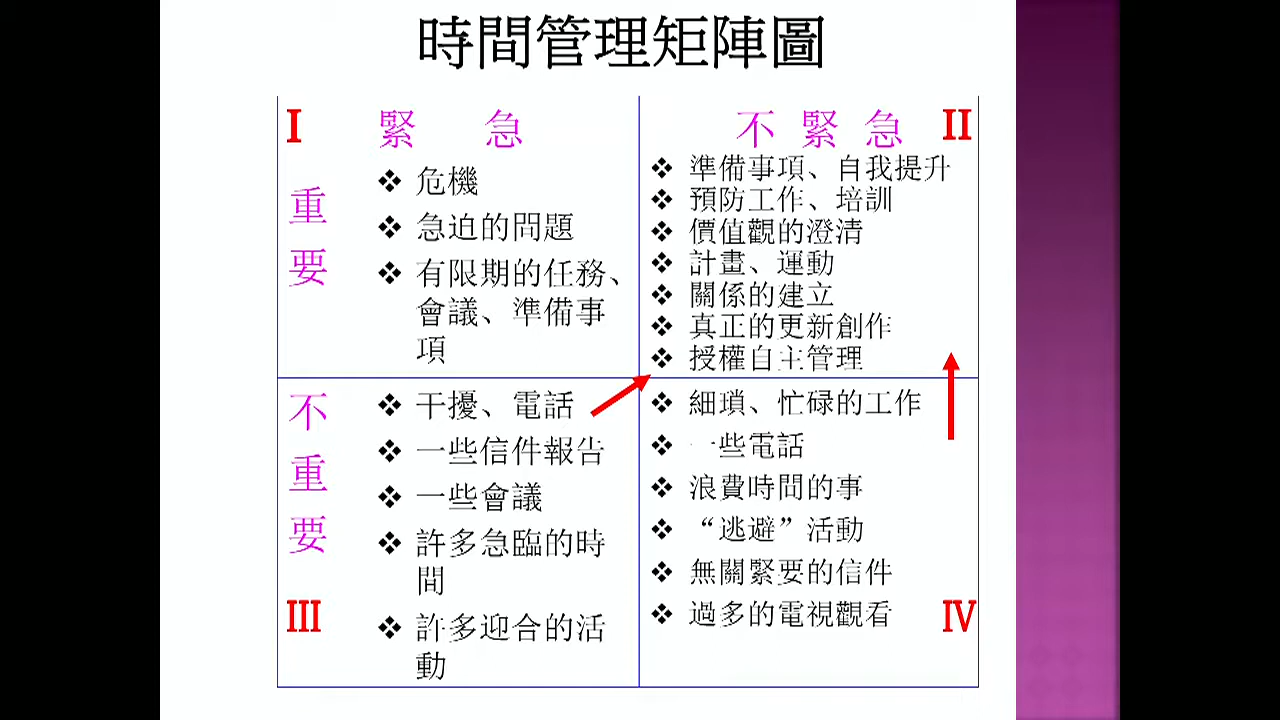 時間管理矩陣圖
I 緊 急
不 緊 急 II
重
要
❖ 危機
❖ 急迫的問題
❖ 有限期的任務、
會議、準備事
項
❖ 準備事項、自我提升
❖ 預防工作、培訓
❖ 價值觀的澄清
❖ 計畫、運動
❖ 關係的建立
❖ 真正的更新創作
❖ 授權自主管理
不
重
要
III
❖ 干擾、電話
❖ 一些信件報告
❖ 一些會議
❖ 許多急臨的時
間
❖ 許多迎合的活
動
❖ 細瑣、忙碌的工作
❖ 一些電話
❖ 浪費時間的事
❖ “逃避”活動
❖ 無關緊要的信件
❖ 過多的電視觀看
IV